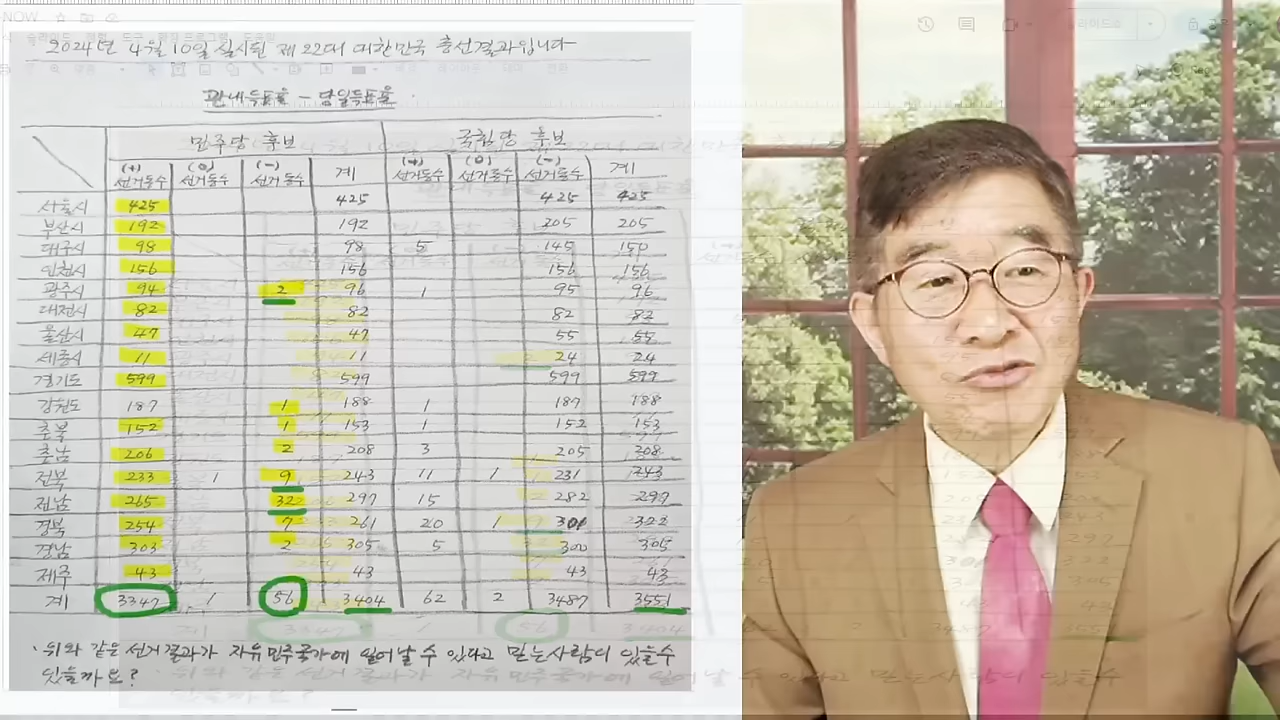 NOW
2024년 4월 10일 실시된 제 22대 대한민국 총선결과입니다
관내득표율 - 당일득표율
민주당 후보 국힘당 후보
(+) (0) (-) (+) (0) (-)
선거동수 선거동수 선거동수 계 선거동수 선거동수 선거동수 계
서울시 425 425 425 425
부산시 192 192 205 205
대구시 98 98 5 145 150
인천시 156 156 156 156
광주시 94 2 96 1 95 96
대전시 82 82 82 82
울산시 47 47 55 55
세종시 11 11 24 24
경기도 599 599 599 599
강원도 187 1 188 1 187 188
충북 152 1 153 1 152 153
충남 206 2 208 3 205 208
전북 233 1 9 243 11 1 231 243
전남 265 32 297 15 282 297
경북 254 7 261 20 1 301 322
경남 303 2 305 5 300 305
제주 43 43 43 43
계 3347 1 56 3404 62 2 3487 3551
· 위와 같은 선거결과가 자유민주국가에 일어날 수 있다고 믿는사람이 있을수
있을까요?